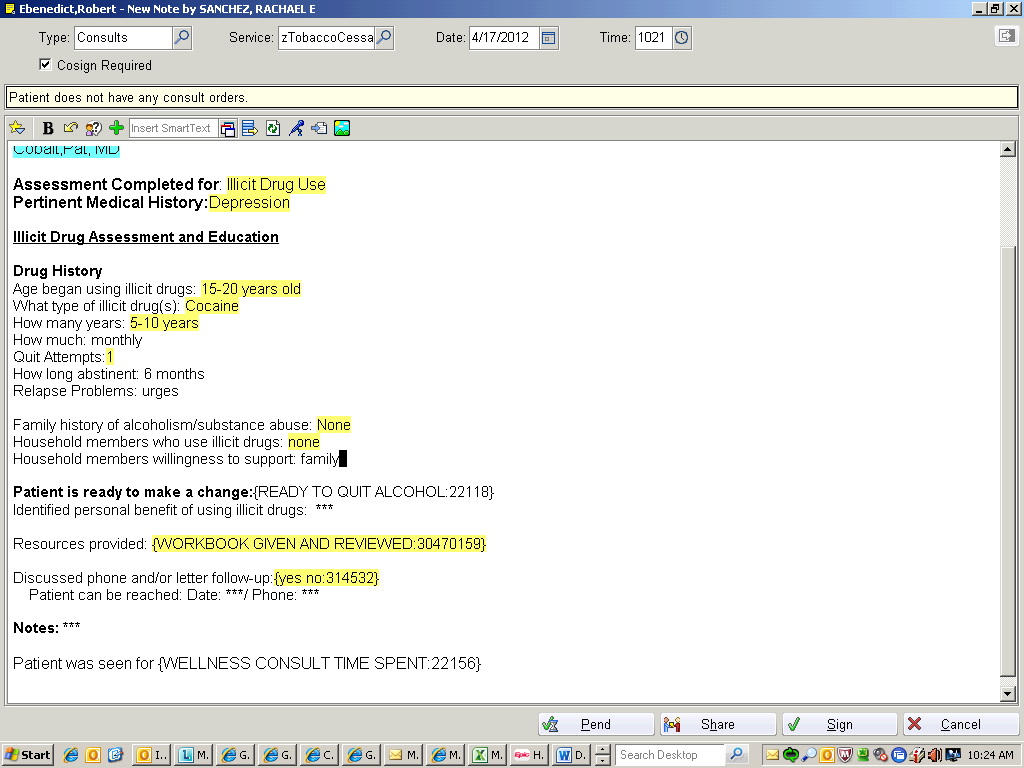 Ebenedict,Robert - New Note by SANCHEZ, RACHAEL E
Type: Consults Service: zTobaccoCessa Date: 4/17/2012 Time: 1021
Cosign Required
Patient does not have any consult orders.
B Insert SmartText
Cobalt,Pat, MD
Assessment Completed for: Illicit Drug Use
Pertinent Medical History:Depression
Illicit Drug Assessment and Education
Drug History
Age began using illicit drugs: 15-20 years old
What type of illicit drug(s): Cocaine
How many years: 5-10 years
How much: monthly
Quit Attempts:1
How long abstinent: 6 months
Relapse Problems: urges
Family history of alcoholism/substance abuse: None
Household members who use illicit drugs: none
Household members willingness to support: family
Patient is ready to make a change:{READY TO QUIT ALCOHOL:22118}
Identified personal benefit of using illicit drugs: ***
Resources provided: {WORKBOOK GIVEN AND REVIEWED:30470159}
Discussed phone and/or letter follow-up:{yes no:314532}
Patient can be reached: Date: ***/ Phone: ***
Notes: ***
Patient was seen for {WELLNESS CONSULT TIME SPENT:22156}
Pend Share Sign Cancel
Start I.. M. G. G. C. G. M. M. M. Epic H. D. Search Desktop 10:24 AM